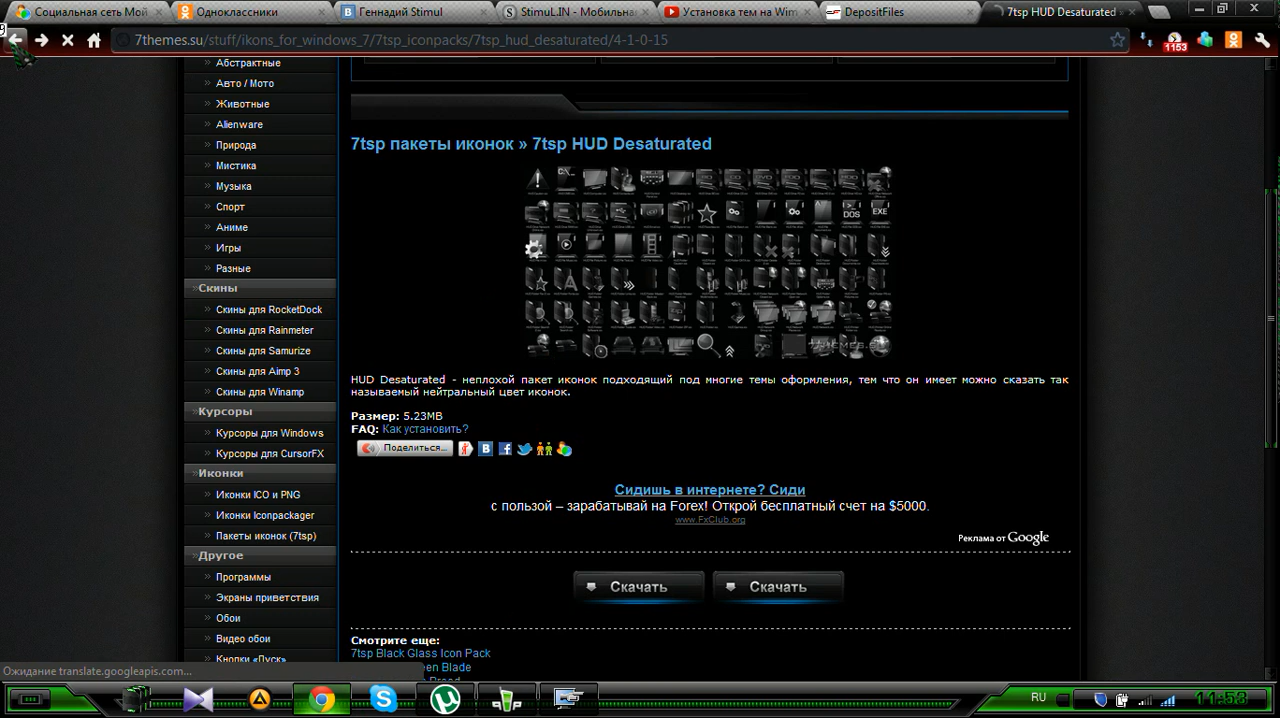 Социальная сеть Мой
Одноклассники
Геннадий Stimul
StimuL.IN - Мобильна
Установка тем на Win
DepositFiles
7tsp HUD Desaturated »
7themes.su/stuff/ikons_for_windows_7/7tsp_iconpacks/7tsp_hud_desaturated/4-1-0-15
1153
Абстрактные
Авто / Мото
Животные
Alienware
Природа
Мистика
Музыка
Спорт
Аниме
Игры
Разные
Скины
Скины для RocketDock
Скины для Rainmeter
Скины для Samurize
Скины для Aimp 3
Скины для Winamp
Курсоры
Курсоры для Windows
Курсоры для CursorFX
Иконки
Иконки ICO и PNG
Иконки Iconpackager
Пакеты иконок (7tsp)
Другое
Программы
Экраны приветствия
Обои
Видео обои
Кнопки «Пуск»
7tsp пакеты иконок » 7tsp HUD Desaturated
DOS
EXE
HUD Desaturated - неплохой пакет иконок подходящий под многие темы оформления, тем что он имеет можно сказать так
называемый нейтральный цвет иконок.
Размер: 5.23MB
FAQ: Как установить?
Поделиться...
Сидишь в интернете? Сиди
с пользой – зарабатывай на Forex! Открой бесплатный счет на $5000.
www.FxClub.org
Реклама от Google
Скачать
Скачать
Смотрите еще:
7tsp Black Glass Icon Pack
en Blade
Ожидание translate.googleapis.com...
RU
11:53